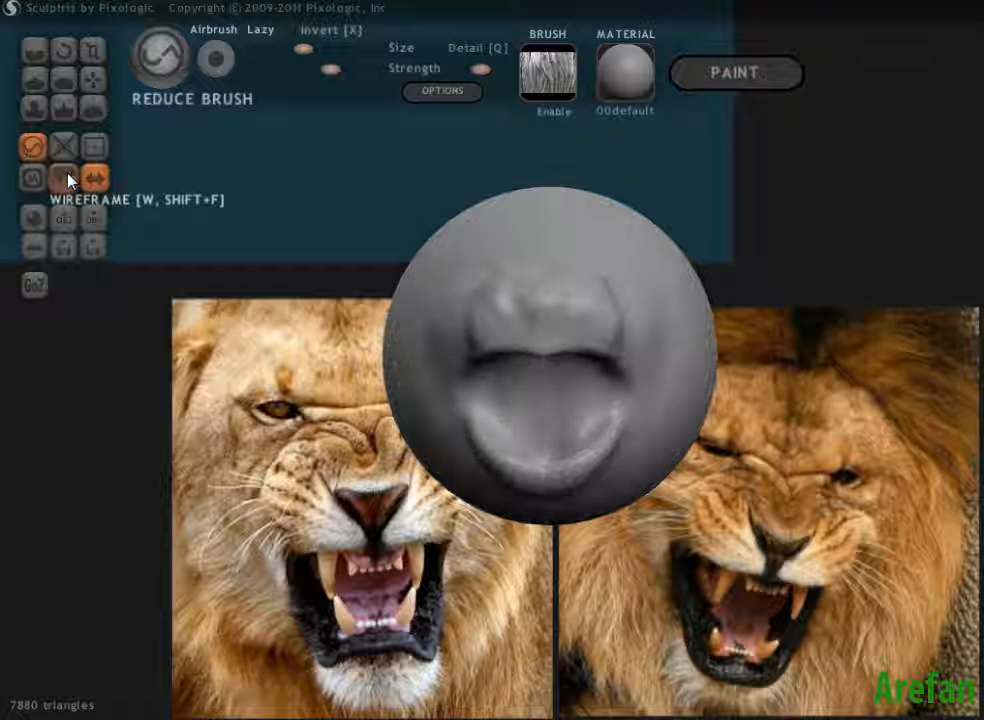 Sculptris by Pixologic Copyright © 2009-2011 Pixologic, Inc
Airbrush Lazy Invert [X]
Size Detail [Q]
Strength
OPTIONS
REDUCE BRUSH
BRUSH
Enable
MATERIAL
00default
PAINT
WIREFRAME [W, SHIFT+F]
OBJ
GoZ
7880 triangles
Arefan